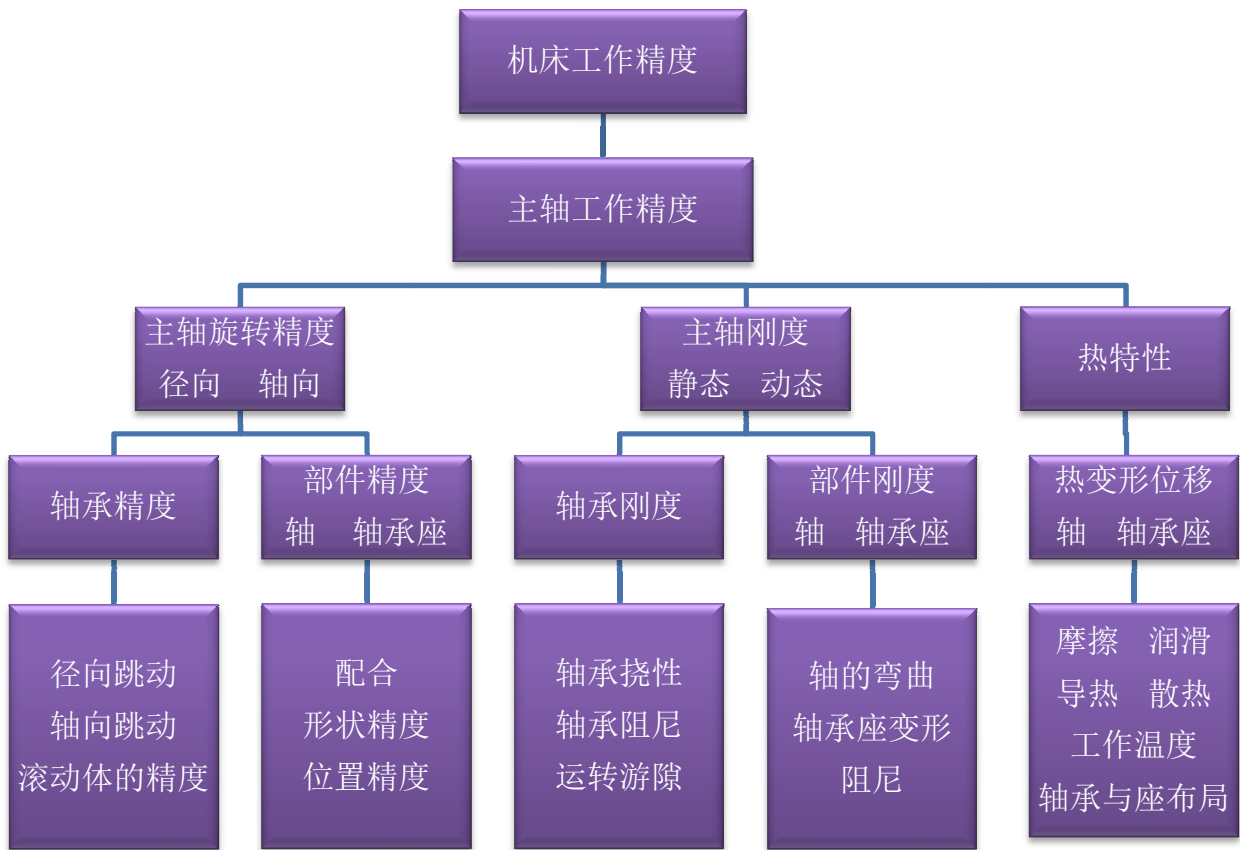 机床工作精度
主轴工作精度
主轴旋转精度
径向 轴向
主轴刚度
静态 动态
热特性
轴承精度
部件精度
轴 轴承座
轴承刚度
部件刚度
轴 轴承座
热变形位移
轴 轴承座
径向跳动
轴向跳动
滚动体的精度
配合
形状精度
位置精度
轴承挠性
轴承阻尼
运转游隙
轴的弯曲
轴承座变形
阻尼
摩擦 润滑
导热 散热
工作温度
轴承与座布局